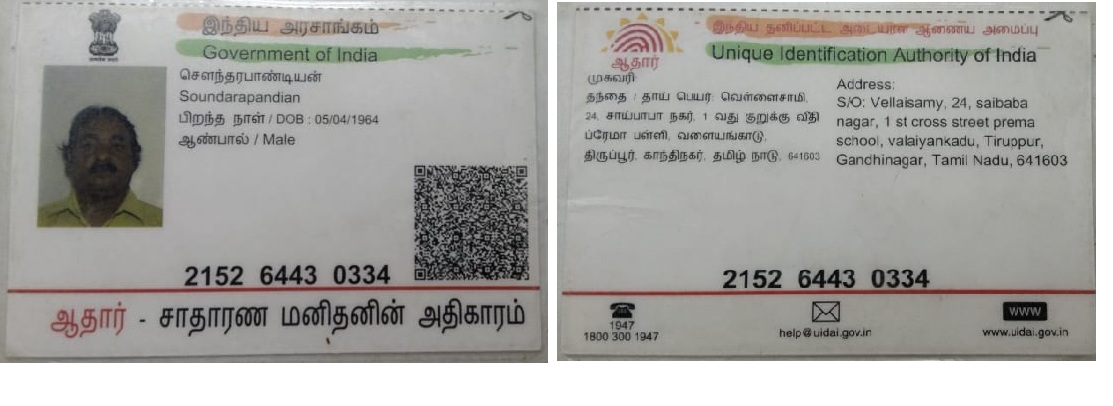 இந்திய அரசாங்கம்
Government of India
சௌந்தரபாண்டியன்
Soundarapandian
பிறந்த நாள் / DOB : 05/04/1964
ஆண்பால் / Male
2152 6443 0334
ஆதார் - சாதாரண மனிதனின் அதிகாரம்
இந்திய தனிப்பட்ட அடையாள ஆணைய அமைப்பு
Unique Identification Authority of India
ஆதார்
முகவரி:
தந்தை / தாய் பெயர்: வெள்ளைசாமி,
24, சாய்பாபா நகர், 1 வது குறுக்கு வீதி
ப்ரேமா பள்ளி, வளையங்காடு,
திருப்பூர், காந்திநகர், தமிழ் நாடு, 641603
Address:
S/O: Vellaisamy, 24, saibaba
nagar, 1 st cross street prema
school, valaiyankadu, Tiruppur,
Gandhinagar, Tamil Nadu, 641603
2152 6443 0334
1947
1800 300 1947
help@uidai.gov.in
www
www.uidai.gov.in